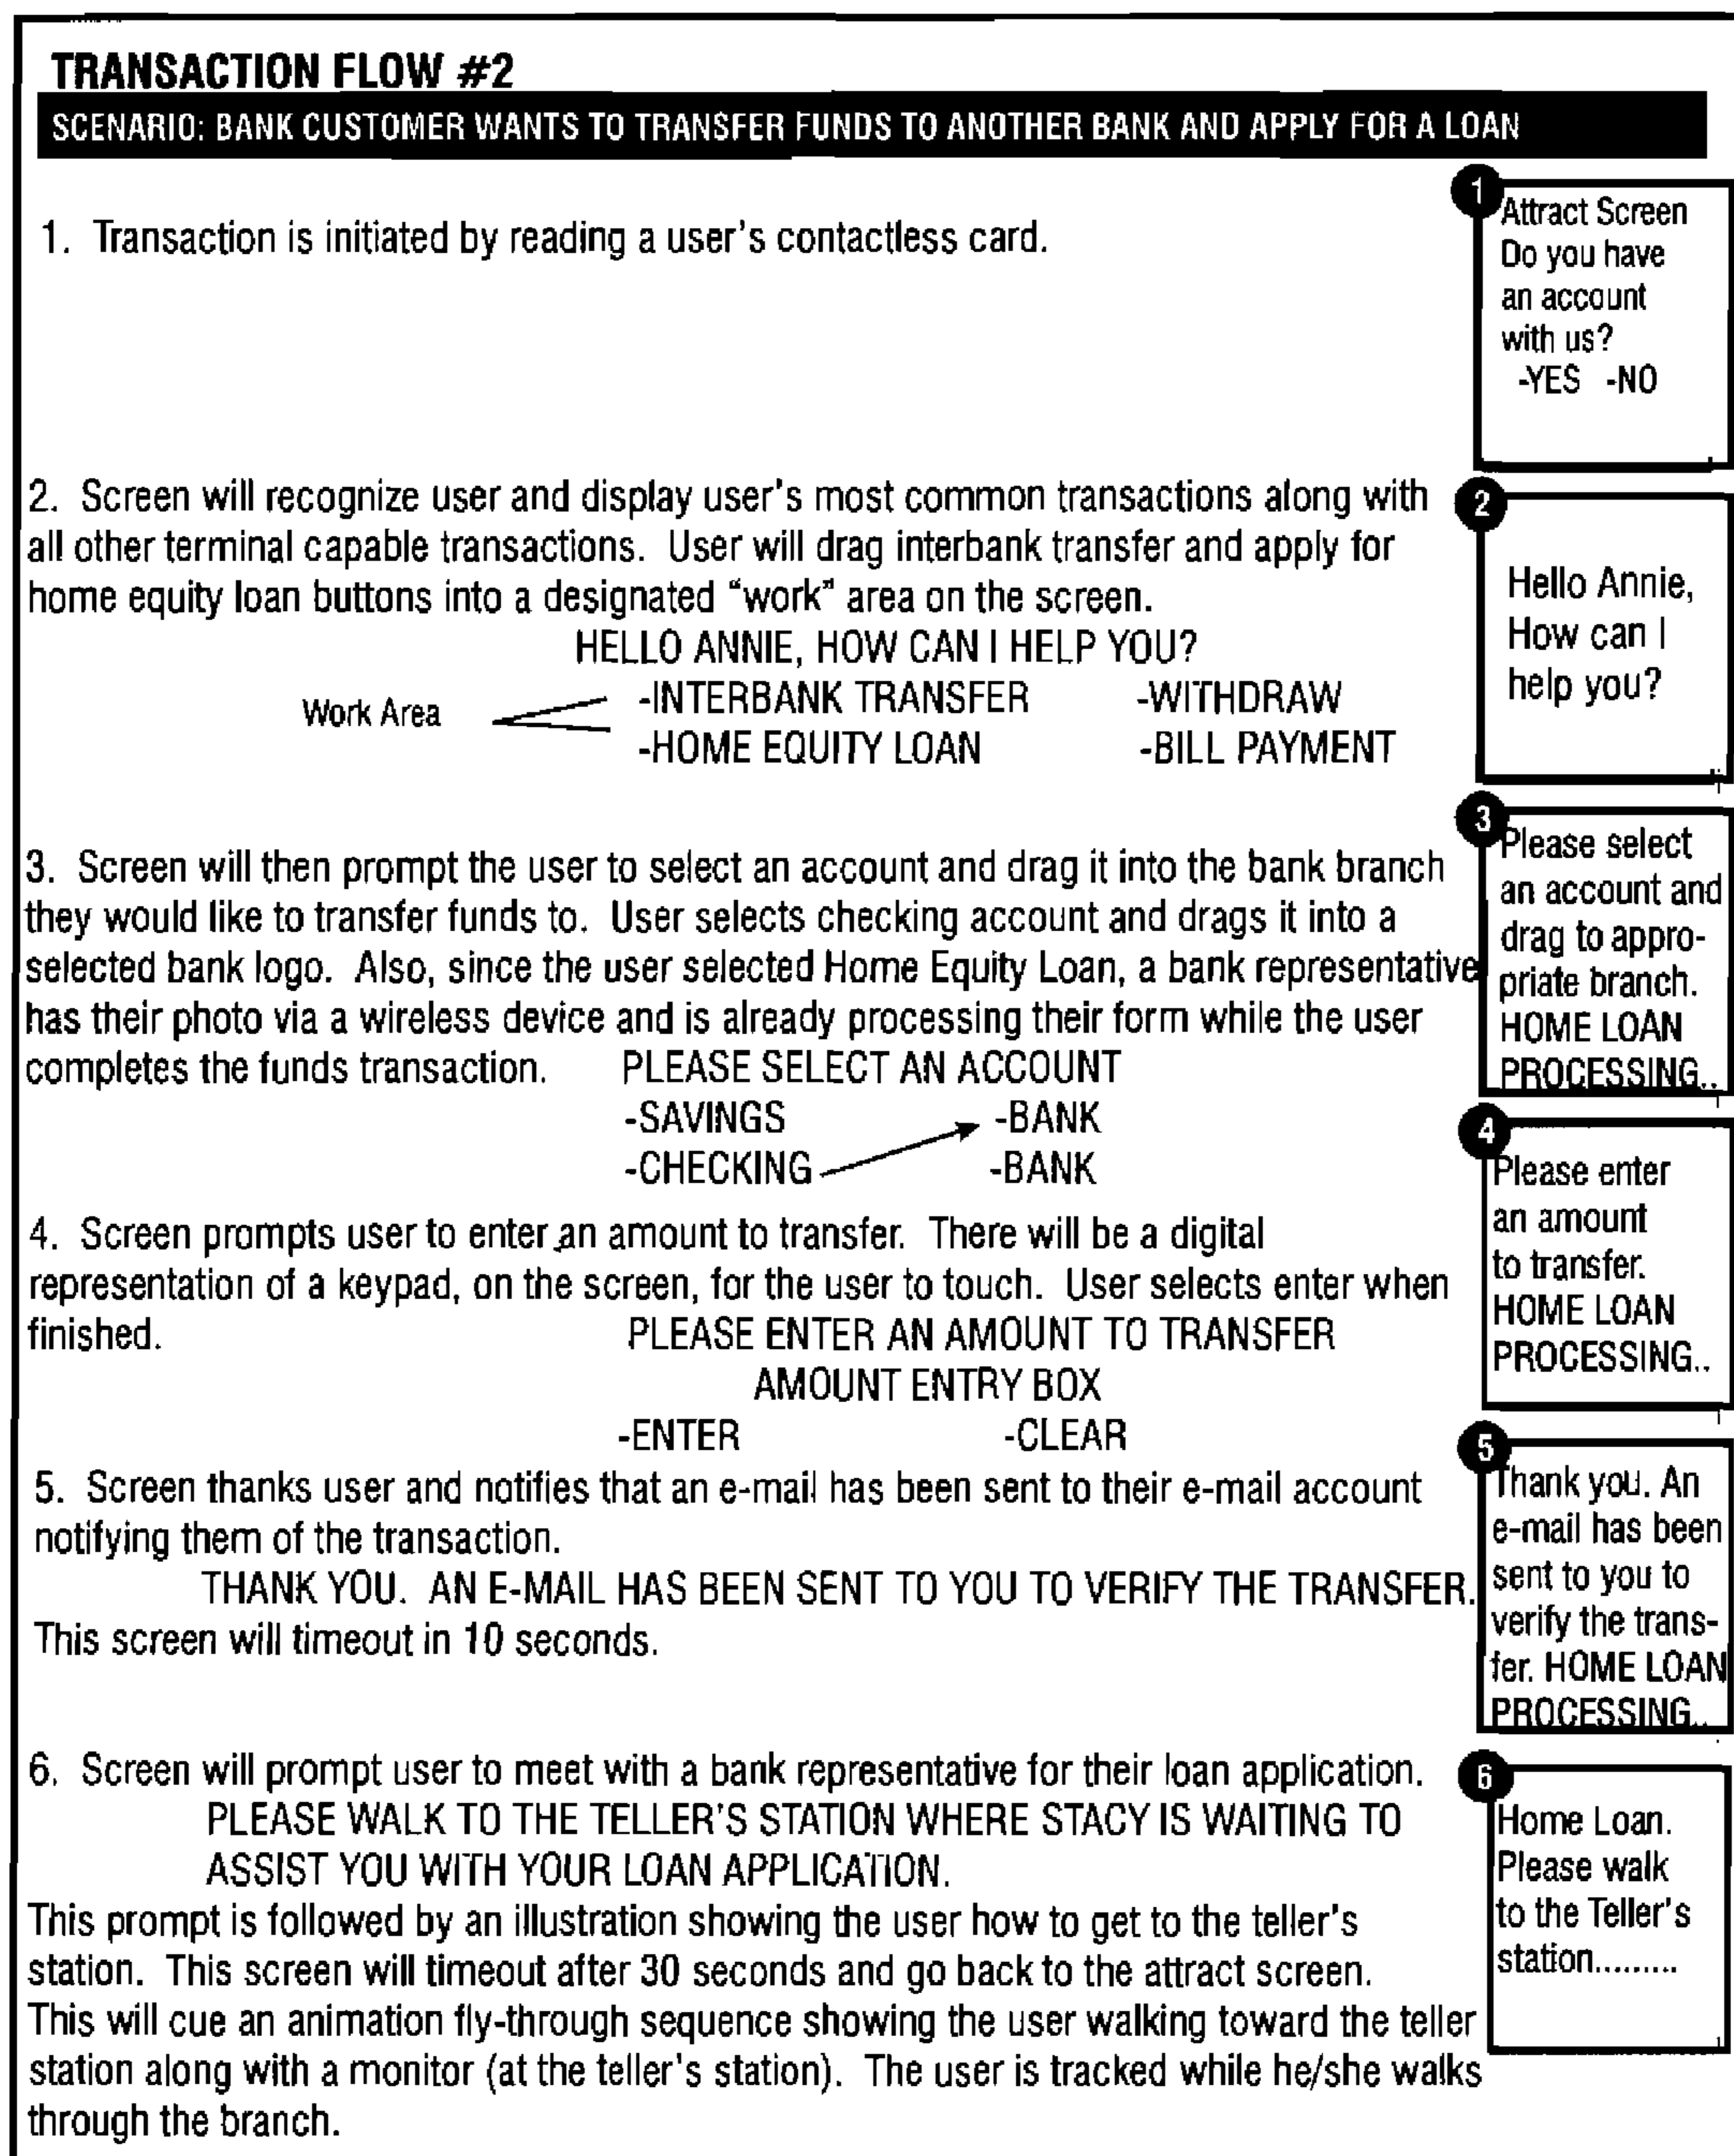 TRANSACTION FLOW #2
SCENARIO: BANK CUSTOMER WANTS TO TRANSFER FUNDS TO ANOTHER BANK AND APPLY FOR A LOAN
1. Transaction is initiated by reading a user's contactless card.
1
Attract Screen
Do you have
an account
with us?
-YES -NO
2. Screen will recognize user and display user's most common transactions along with
all other terminal capable transactions. User will drag interbank transfer and apply for
home equity loan buttons into a designated "work" area on the screen.
HELLO ANNIE, HOW CAN I HELP YOU?
Work Area
-INTERBANK TRANSFER -WITHDRAW
-HOME EQUITY LOAN -BILL PAYMENT
2
Hello Annie,
How can I
help you?
3. Screen will then prompt the user to select an account and drag it into the bank branch
they would like to transfer funds to. User selects checking account and drags it into a
selected bank logo. Also, since the user selected Home Equity Loan, a bank representative
has their photo via a wireless device and is already processing their form while the user
completes the funds transaction. PLEASE SELECT AN ACCOUNT
-SAVINGS -BANK
-CHECKING -BANK
3
Please select
an account and
drag to appro-
priate branch.
HOME LOAN
PROCESSING..
4. Screen prompts user to enter an amount to transfer. There will be a digital
representation of a keypad, on the screen, for the user to touch. User selects enter when
finished. PLEASE ENTER AN AMOUNT TO TRANSFER
AMOUNT ENTRY BOX
-ENTER -CLEAR
4
Please enter
an amount
to transfer.
HOME LOAN
PROCESSING..
5. Screen thanks user and notifies that an e-mail has been sent to their e-mail account
notifying them of the transaction.
THANK YOU. AN E-MAIL HAS BEEN SENT TO YOU TO VERIFY THE TRANSFER.
This screen will timeout in 10 seconds.
5
Thank you. An
e-mail has been
sent to you to
verify the trans-
fer. HOME LOAN
PROCESSING..
6. Screen will prompt user to meet with a bank representative for their loan application.
PLEASE WALK TO THE TELLER'S STATION WHERE STACY IS WAITING TO
ASSIST YOU WITH YOUR LOAN APPLICATION.
This prompt is followed by an illustration showing the user how to get to the teller's
station. This screen will timeout after 30 seconds and go back to the attract screen.
This will cue an animation fly-through sequence showing the user walking toward the teller
station along with a monitor (at the teller's station). The user is tracked while he/she walks
through the branch.
6
Home Loan.
Please walk
to the Teller's
station.........